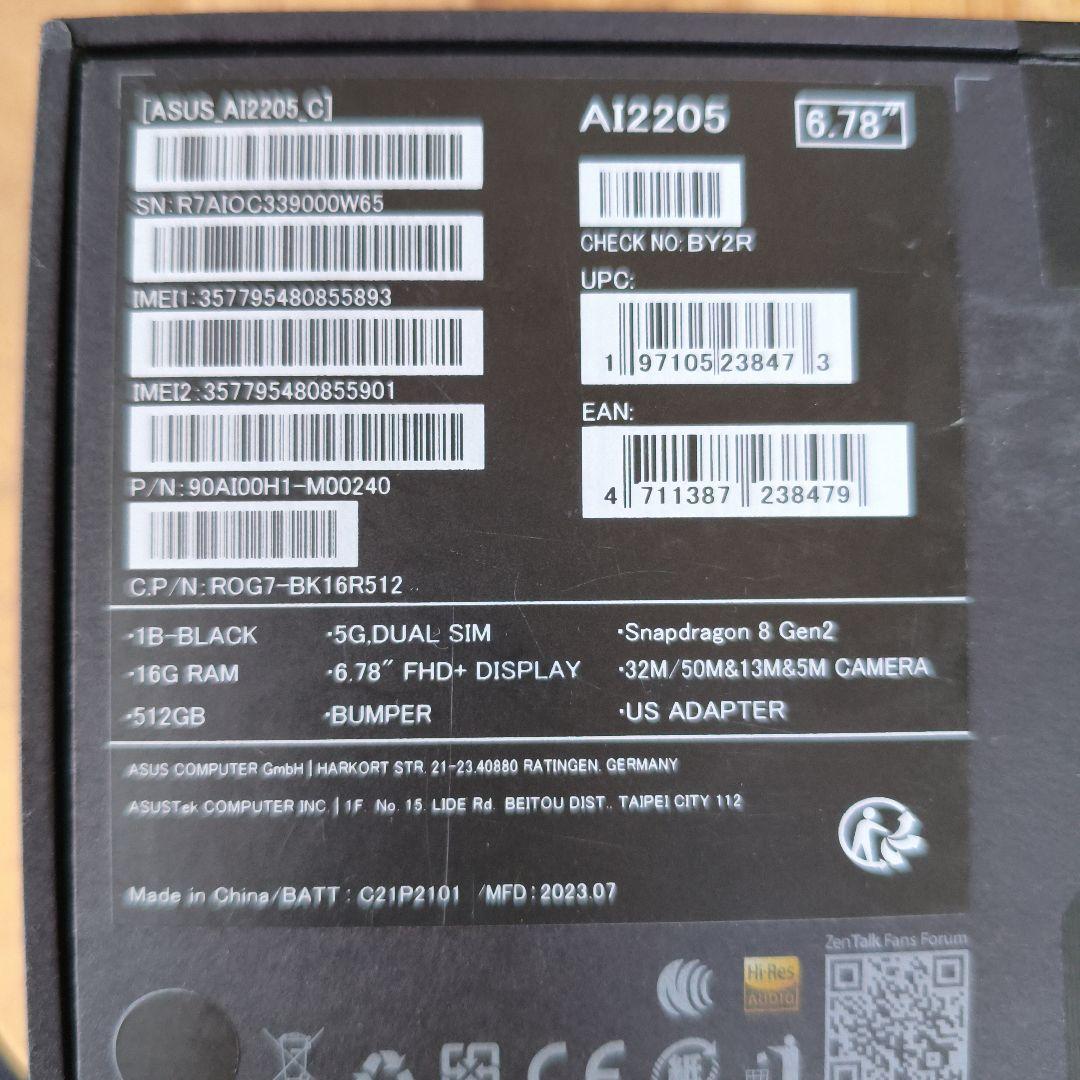 [ASUS_AI2205_C]
SN:R7AIOC339000W65
IMEI1:357795480855893
IMEI2:357795480855901
P/N:90AI00H1-M00240
C.P/N:ROG7-BK16R512
AI2205
6.78"
CHECK NO:BY2R
UPC:
1 97105 23847 3
EAN:
4 711387 238479
·1B-BLACK ·5G,DUAL SIM ·Snapdragon 8 Gen2
·16G RAM ·6.78" FHD+ DISPLAY ·32M/50M&13M&5M CAMERA
·512GB ·BUMPER ·US ADAPTER
ASUS COMPUTER GmbH | HARKORT STR. 21-23,40880 RATINGEN, GERMANY
ASUSTek COMPUTER INC. | 1F., No. 15, LIDE Rd., BEITOU DIST., TAIPEI CITY 112
Made in China/BATT : C21P2101 /MFD : 2023.07
ZenTalk Fans Forum
Hi-Res
AUDIO
CE
紙